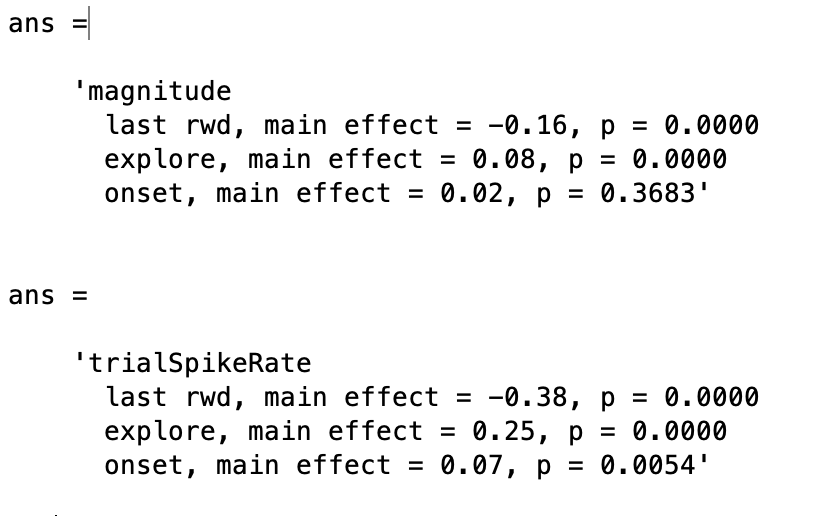 ans =
'magnitude
last rwd, main effect = -0.16, p = 0.0000
explore, main effect = 0.08, p = 0.0000
onset, main effect = 0.02, p = 0.3683'
ans =
'trialSpikeRate
last rwd, main effect = -0.38, p = 0.0000
explore, main effect = 0.25, p = 0.0000
onset, main effect = 0.07, p = 0.0054'